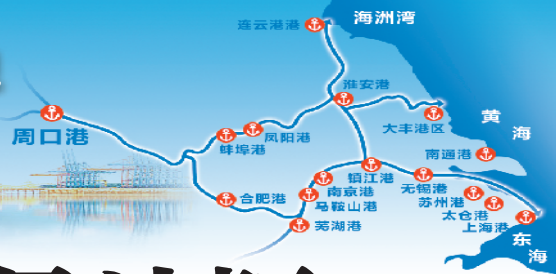 连云港港
海洲湾
淮安港
周口港
凤阳港
蚌埠港
大丰港区
黄海
南通港
镇江港
无锡港
南京港
合肥港
马鞍山港
苏州港
太仓港
芜湖港
上海港
东海